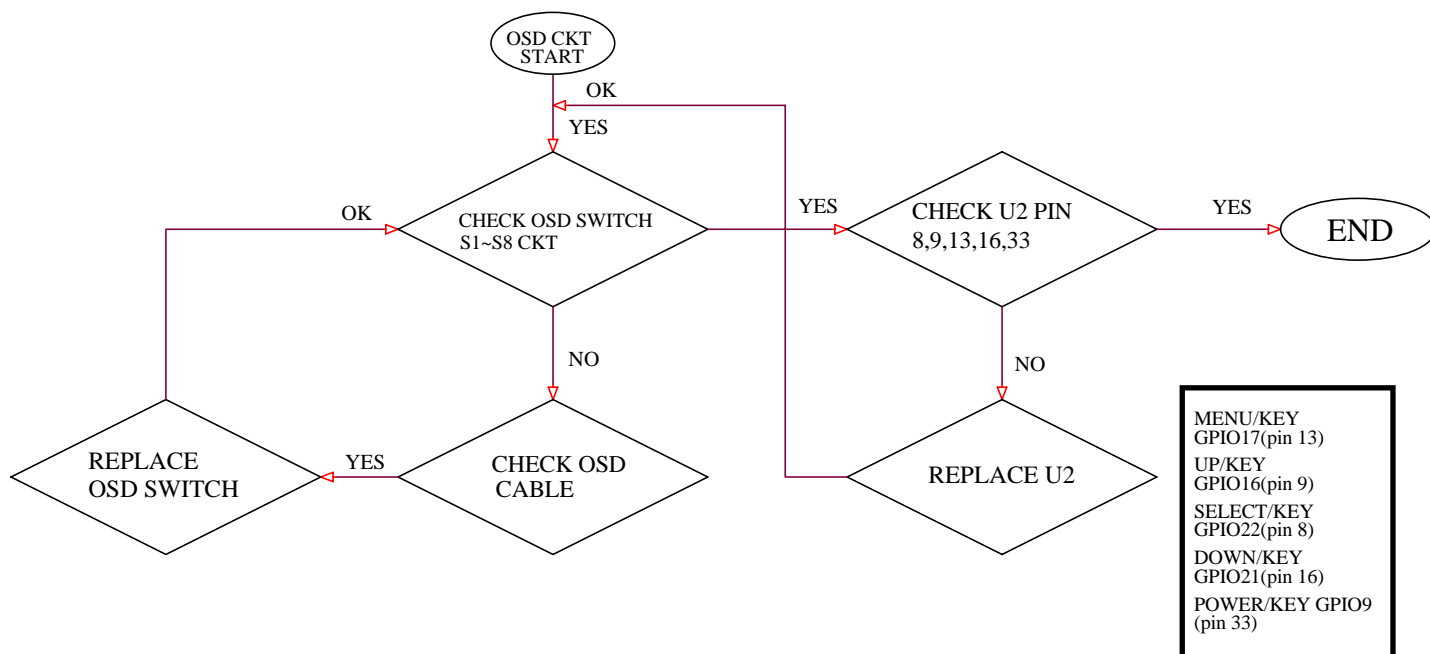 OSD CKT
START
OK
YES
OK
CHECK OSD SWITCH
S1~S8 CKT
YES
CHECK U2 PIN
8,9,13,16,33
YES
END
NO
NO
REPLACE
OSD SWITCH
YES
CHECK OSD
CABLE
REPLACE U2
MENU/KEY
GPIO17(pin 13)
UP/KEY
GPIO16(pin 9)
SELECT/KEY
GPIO22(pin 8)
DOWN/KEY
GPIO21(pin 16)
POWER/KEY GPIO9
(pin 33)